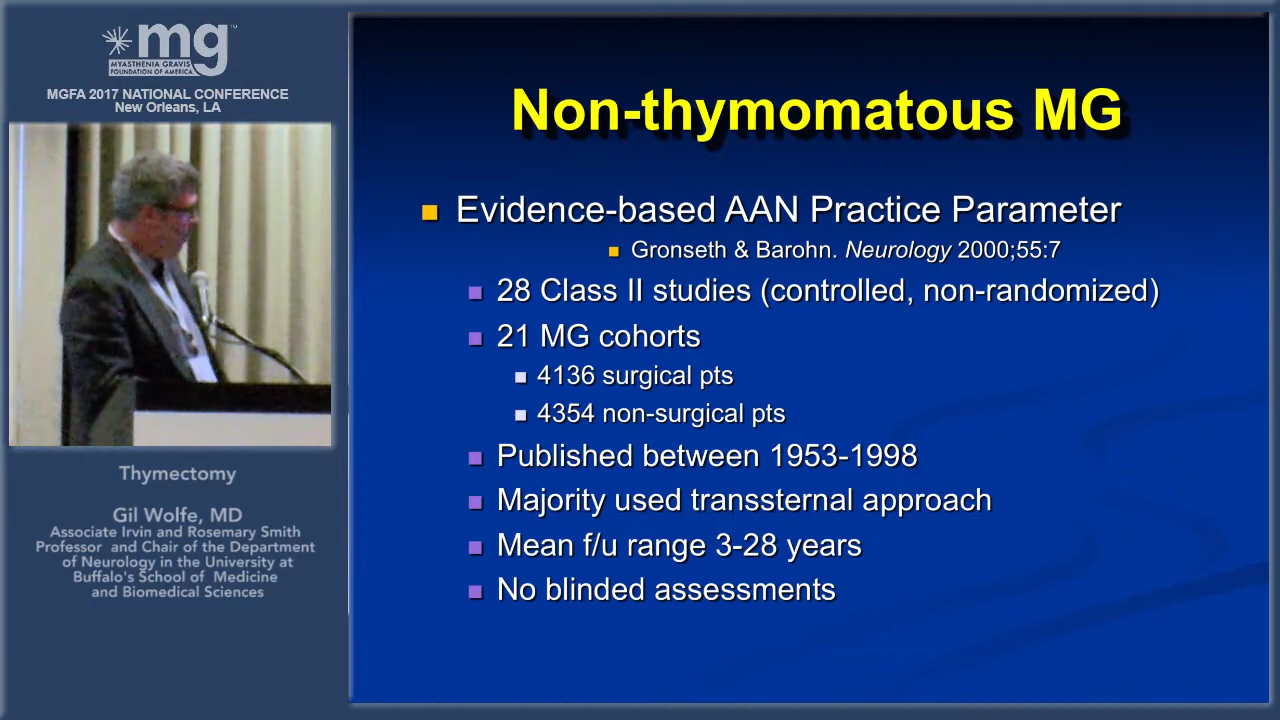 mg™
MYASTHENIA GRAVIS
FOUNDATION OF AMERICA
MGFA 2017 NATIONAL CONFERENCE
New Orleans, LA
Thymectomy
Gil Wolfe, MD
Associate Irvin and Rosemary Smith
Professor and Chair of the Department
of Neurology in the University at
Buffalo's School of Medicine
and Biomedical Sciences
Non-thymomatous MG
Evidence-based AAN Practice Parameter
Gronseth & Barohn. Neurology 2000;55:7
28 Class II studies (controlled, non-randomized)
21 MG cohorts
4136 surgical pts
4354 non-surgical pts
Published between 1953-1998
Majority used transsternal approach
Mean f/u range 3-28 years
No blinded assessments